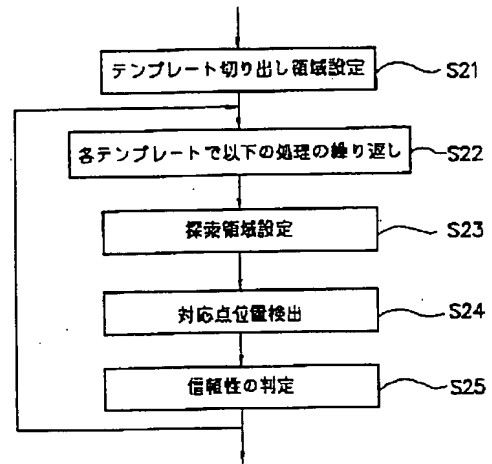 テンプレート切り出し領域設定 S21
各テンプレートで以下の処理の繰り返し S22
探索領域設定 S23
対応点位置検出 S24
信頼性の判定 S25